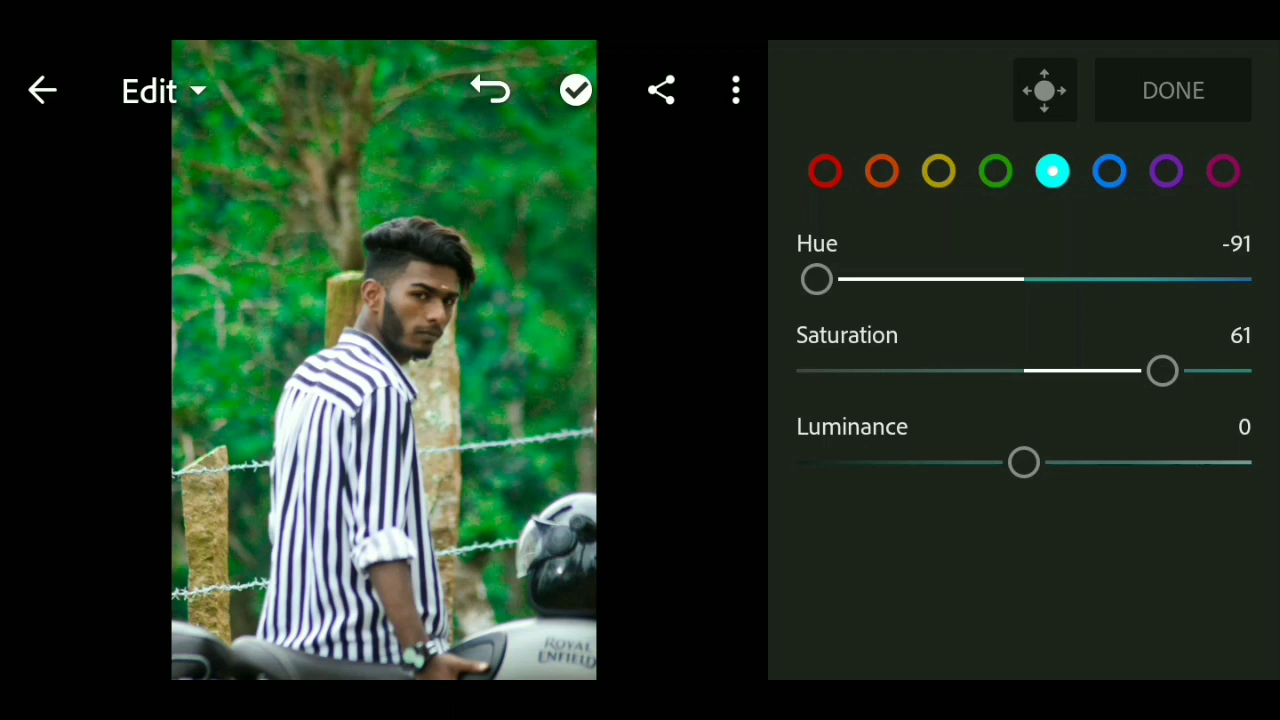 Edit
DONE
Hue
-91
Saturation
61
Luminance
0
ROYAL
ENFIELD